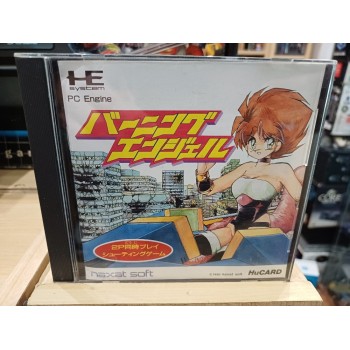 HE
system
PC Engine
バーニング
エンジェル
2P同時プレイ
シューティングゲーム
naxat soft
HuCARD